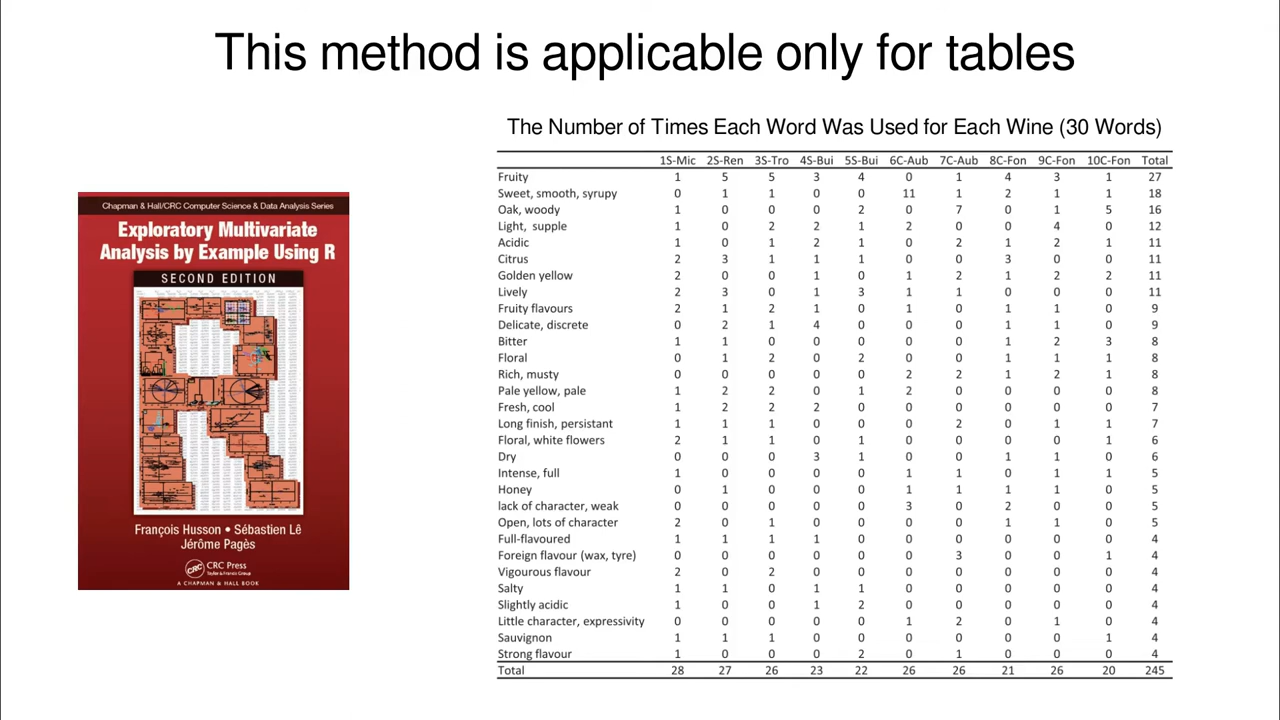 This method is applicable only for tables
Chapman & Hall/CRC Computer Science & Data Analysis Series
Exploratory Multivariate
Analysis by Example Using R
SECOND EDITION
François Husson • Sébastien Lê
Jérôme Pagès
CRC
CRC Press
Taylor & Francis Group
A CHAPMAN & HALL BOOK
The Number of Times Each Word Was Used for Each Wine (30 Words)
1S-Mic 2S-Ren 3S-Tro 4S-Bui 5S-Bui 6C-Aub 7C-Aub 8C-Fon 9C-Fon 10C-Fon Total
Fruity 1 5 5 3 4 0 1 4 3 1 27
Sweet, smooth, syrupy 0 1 1 0 0 11 1 2 1 1 18
Oak, woody 1 0 0 0 2 0 7 0 1 5 16
Light, supple 1 0 2 2 1 2 0 0 4 0 12
Acidic 1 0 1 2 1 0 2 1 2 1 11
Citrus 2 3 1 1 1 0 0 3 0 0 11
Golden yellow 2 0 0 1 0 1 2 1 2 2 11
Lively 2 3 0 1 3 1 1 0 0 0 11
Fruity flavours 2 2 2 1 0 1 0 0 1 0 9
Delicate, discrete 0 2 1 4 0 0 0 1 1 0 9
Bitter 1 1 0 0 0 0 0 1 2 3 8
Floral 0 1 2 0 2 0 0 1 1 1 8
Rich, musty 0 0 0 0 0 2 2 1 2 1 8
Pale yellow, pale 1 2 2 0 1 2 0 0 0 0 8
Fresh, cool 1 2 2 2 0 0 0 0 0 0 7
Long finish, persistant 1 1 1 0 0 0 2 0 1 1 7
Floral, white flowers 2 1 1 0 1 0 0 0 0 1 6
Dry 0 0 0 3 1 0 0 1 1 0 6
Intense, full 1 0 0 0 0 1 1 0 1 1 5
Honey 0 1 0 0 0 1 1 1 1 0 5
lack of character, weak 0 0 0 0 0 3 0 2 0 0 5
Open, lots of character 2 0 1 0 0 0 0 1 1 0 5
Full-flavoured 1 1 1 1 0 0 0 0 0 0 4
Foreign flavour (wax, tyre) 0 0 0 0 0 0 3 0 0 1 4
Vigourous flavour 2 0 2 0 0 0 0 0 0 0 4
Salty 1 1 0 1 1 0 0 0 0 0 4
Slightly acidic 1 0 0 1 2 0 0 0 0 0 4
Little character, expressivity 0 0 0 0 0 1 2 0 1 0 4
Sauvignon 1 1 1 0 0 0 0 0 0 1 4
Strong flavour 1 0 0 0 2 0 1 0 0 0 4
Total 28 27 26 23 22 26 26 21 26 20 245